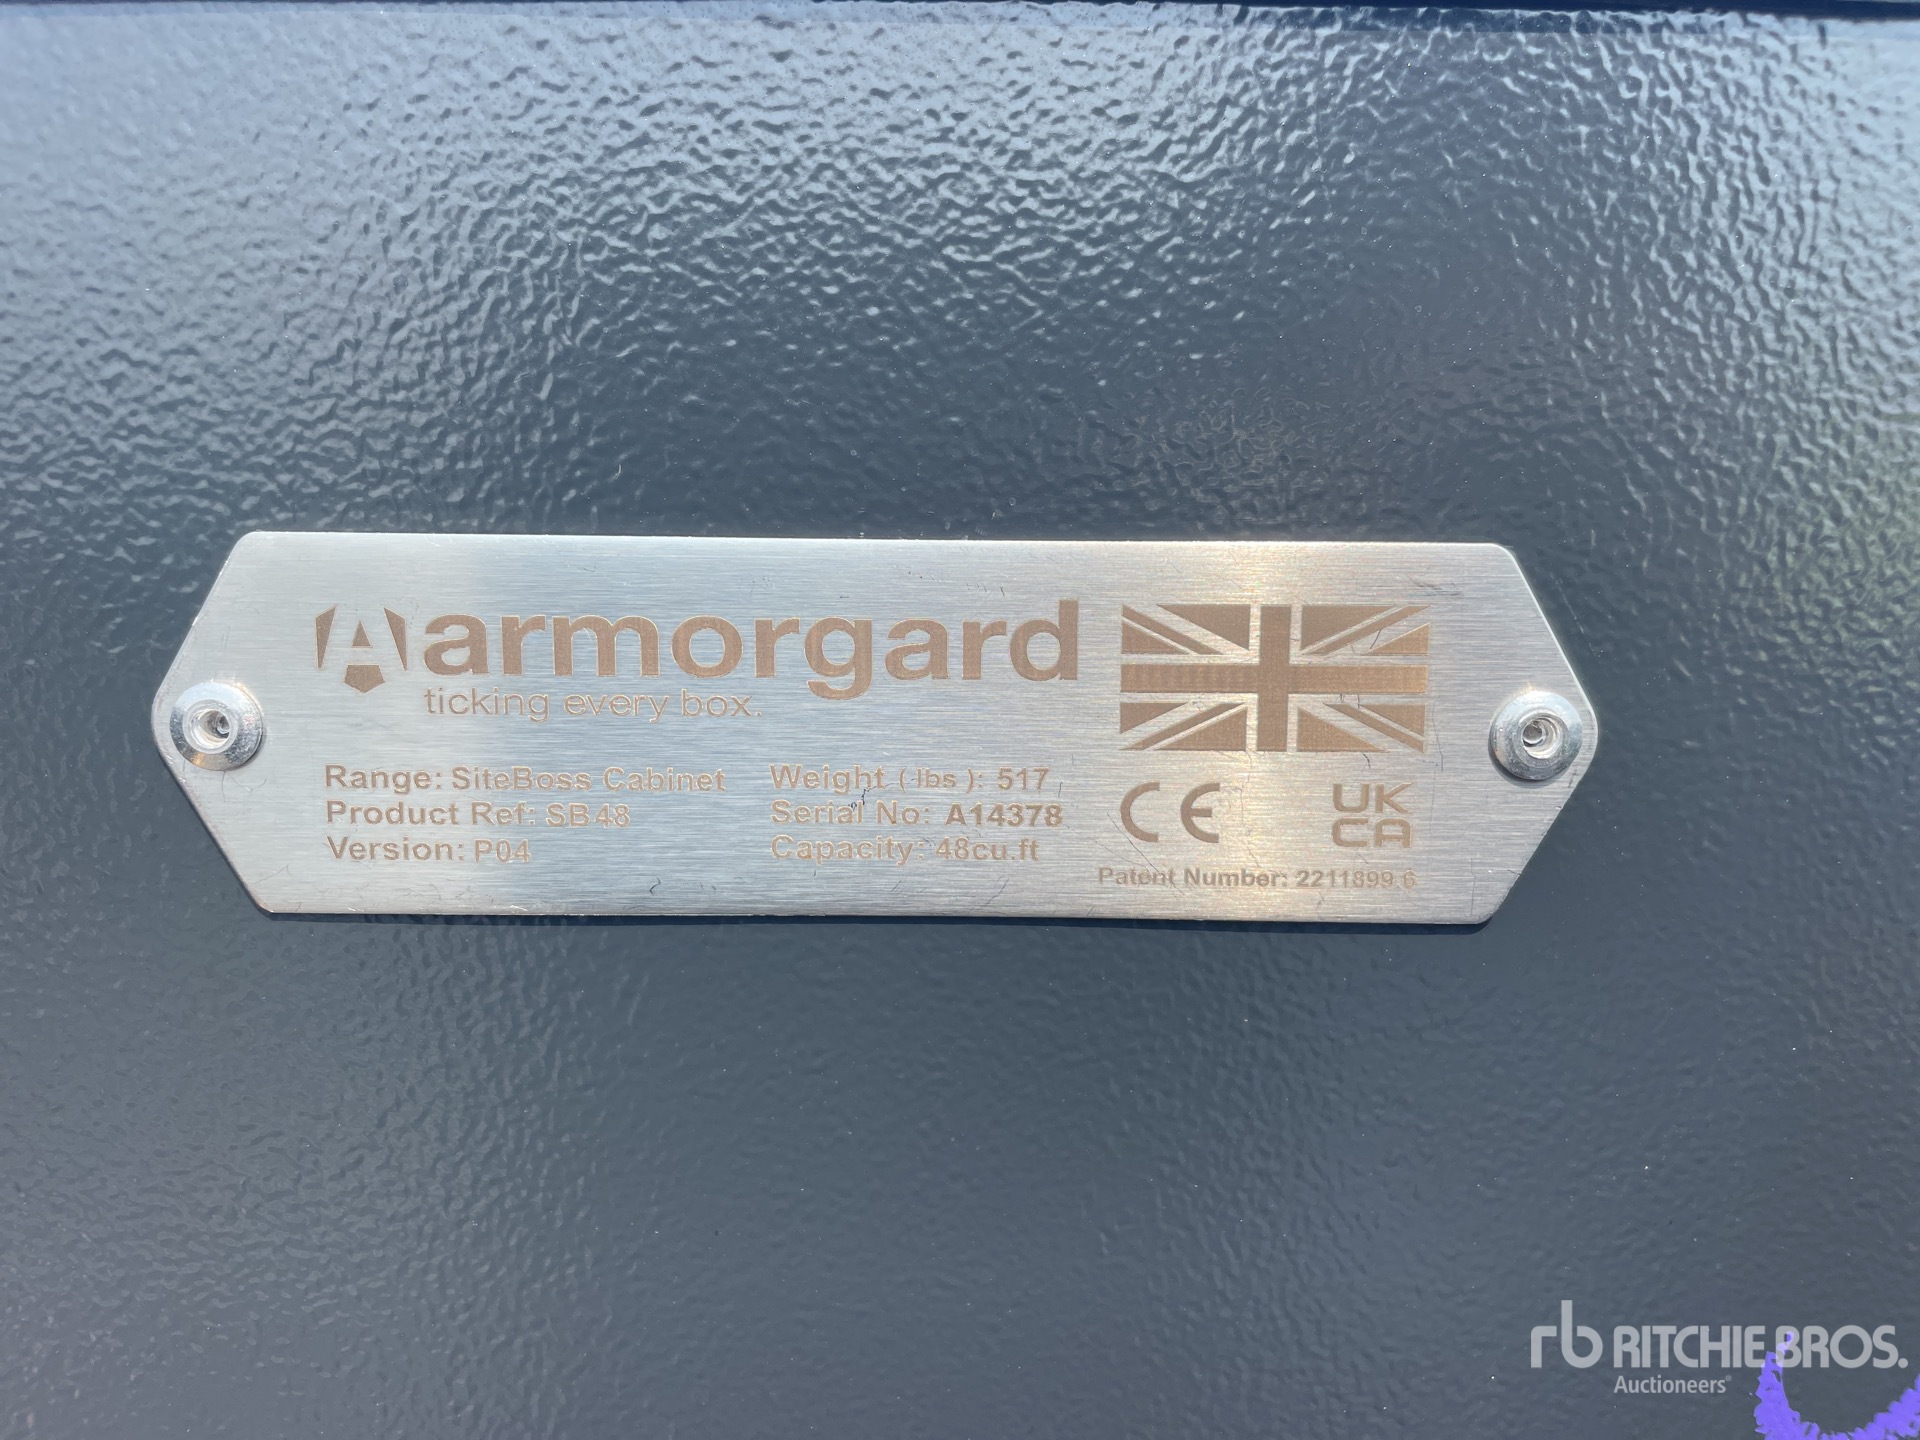 A armorgard
ticking every box.
Range: SiteBoss Cabinet
Product Ref: SB48
Version: P04
Weight (lbs): 517
Serial No: A14378
Capacity: 48cu.ft
CE
UK
CA
Patent Number: 2211899.6
rb RITCHIE BROS.
Auctioneers